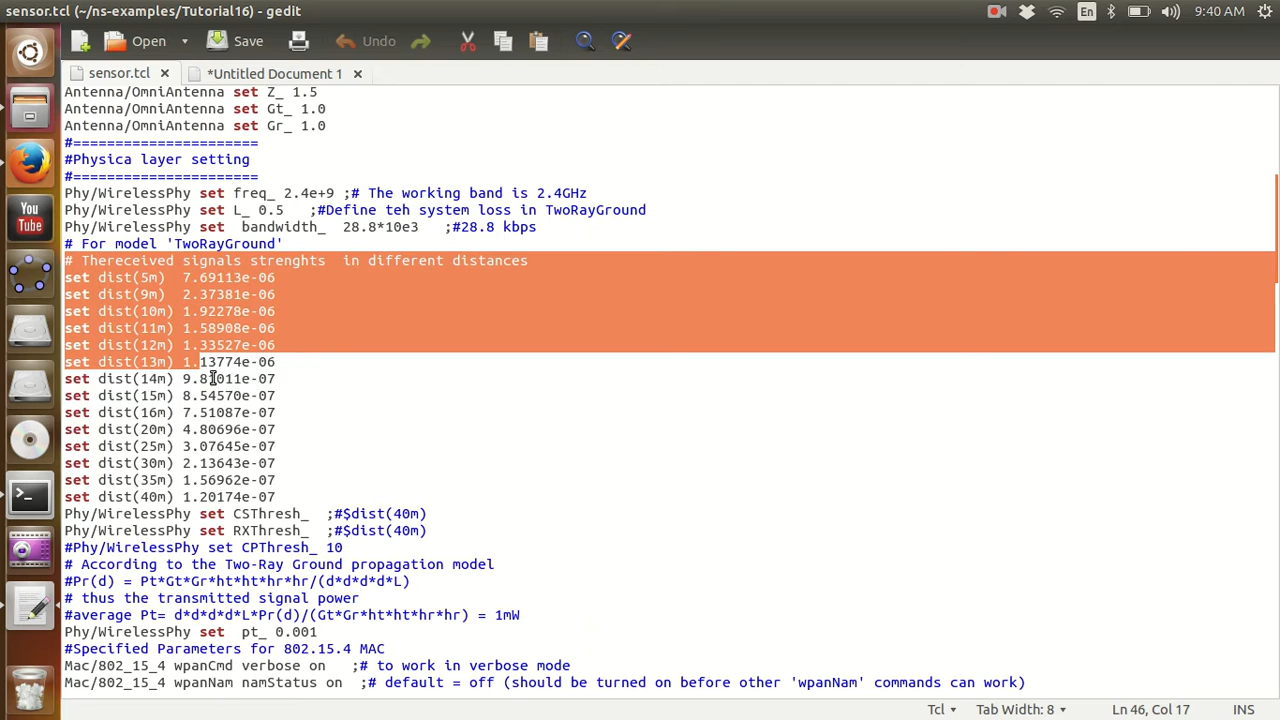 sensor.tcl (~/ns-examples/Tutorial16) - gedit
En
9:40 AM
Open
Save
Undo
sensor.tcl
*Untitled Document 1
Antenna/OmniAntenna set Z_ 1.5
Antenna/OmniAntenna set Gt_ 1.0
Antenna/OmniAntenna set Gr_ 1.0
#======================
#Physica layer setting
#======================
Phy/WirelessPhy set freq_ 2.4e+9 ;# The working band is 2.4GHz
Phy/WirelessPhy set L_ 0.5 ;#Define teh system loss in TwoRayGround
Phy/WirelessPhy set bandwidth_ 28.8*10e3 ;#28.8 kbps
# For model 'TwoRayGround'
# Thereceived signals strenghts in different distances
set dist(5m) 7.69113e-06
set dist(9m) 2.37381e-06
set dist(10m) 1.92278e-06
set dist(11m) 1.58908e-06
set dist(12m) 1.33527e-06
set dist(13m) 1.13774e-06
set dist(14m) 9.81011e-07
set dist(15m) 8.54570e-07
set dist(16m) 7.51087e-07
set dist(20m) 4.80696e-07
set dist(25m) 3.07645e-07
set dist(30m) 2.13643e-07
set dist(35m) 1.56962e-07
set dist(40m) 1.20174e-07
Phy/WirelessPhy set CSThresh_ ;#$dist(40m)
Phy/WirelessPhy set RXThresh_ ;#$dist(40m)
#Phy/WirelessPhy set CPThresh_ 10
# According to the Two-Ray Ground propagation model
#Pr(d) = Pt*Gt*Gr*ht*ht*hr*hr/(d*d*d*d*L)
# thus the transmitted signal power
#average Pt= d*d*d*d*L*Pr(d)/(Gt*Gr*ht*ht*hr*hr) = 1mW
Phy/WirelessPhy set pt_ 0.001
#Specified Parameters for 802.15.4 MAC
Mac/802_15_4 wpanCmd verbose on ;# to work in verbose mode
Mac/802_15_4 wpanNam namStatus on ;# default = off (should be turned on before other 'wpanNam' commands can work)
You
Tube
Tcl
Tab Width: 8
Ln 46, Col 17
INS